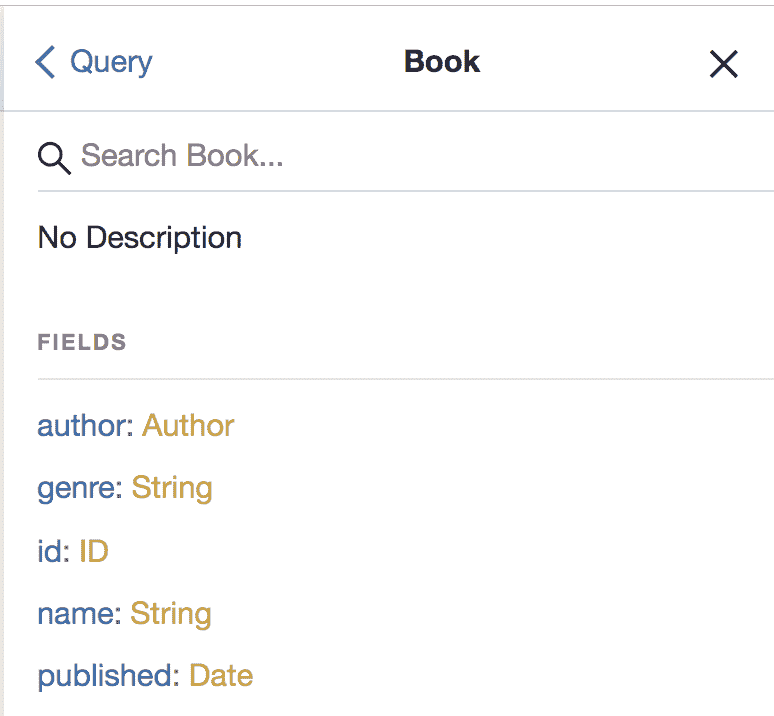 Query Book
Search Book...
No Description
FIELDS
author: Author
genre: String
id: ID
name: String
published: Date